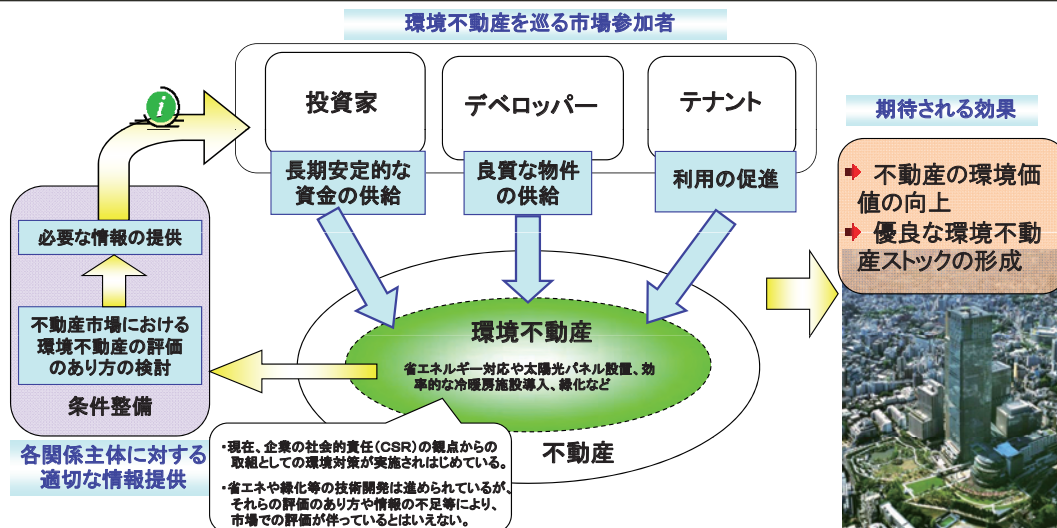 環境不動産を巡る市場参加者
投資家
デベロッパー
テナント
長期安定的な
資金の供給
良質な物件
の供給
利用の促進
期待される効果
不動産の環境価
値の向上
優良な環境不動
産ストックの形成
i
必要な情報の提供
不動産市場における
環境不動産の評価
のあり方の検討
条件整備
各関係主体に対する
適切な情報提供
環境不動産
省エネルギー対応や太陽光パネル設置、効
率的な冷暖房施設導入、緑化など
不動産
・現在、企業の社会的責任(CSR)の観点からの
取組としての環境対策が実施されはじめている。
・省エネや緑化等の技術開発は進められているが、
それらの評価のあり方や情報の不足等により、
市場での評価が伴っているとはいえない。